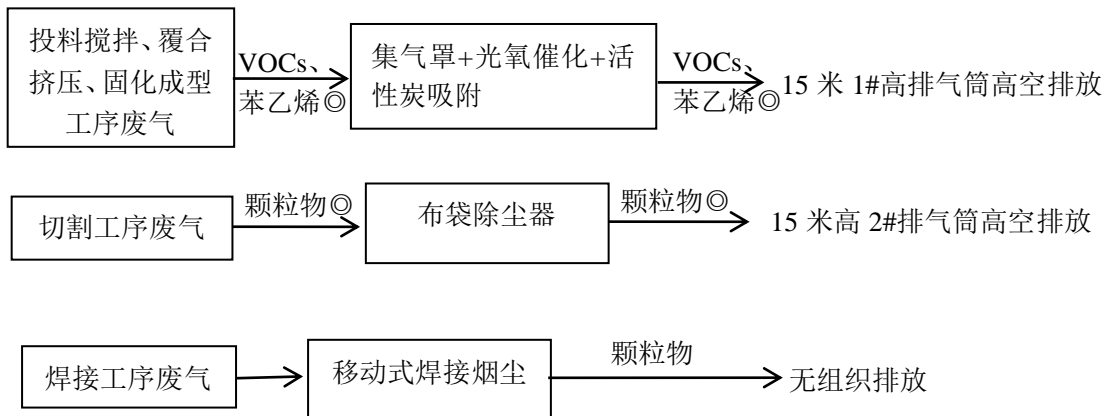 投料搅拌、覆合
挤压、固化成型
工序废气
VOCs、
苯乙烯◎
集气罩+光氧催化+活
性炭吸附
VOCs、
苯乙烯◎
15 米 1#高排气筒高空排放
切割工序废气
颗粒物◎
布袋除尘器
颗粒物◎
15 米高 2#排气筒高空排放
焊接工序废气
移动式焊接烟尘
颗粒物
无组织排放